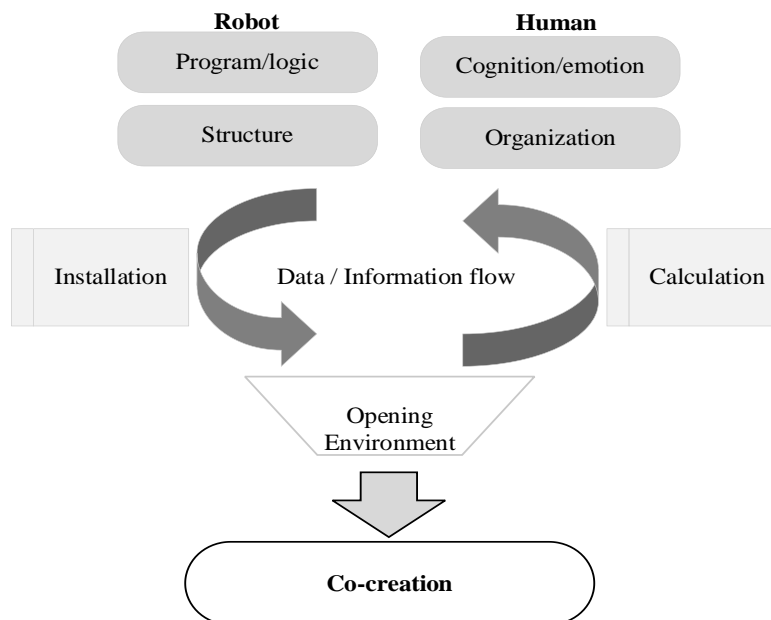 Robot
Human
Program/logic
Cognition/emotion
Structure
Organization
Installation
Data / Information flow
Calculation
Opening
Environment
Co-creation